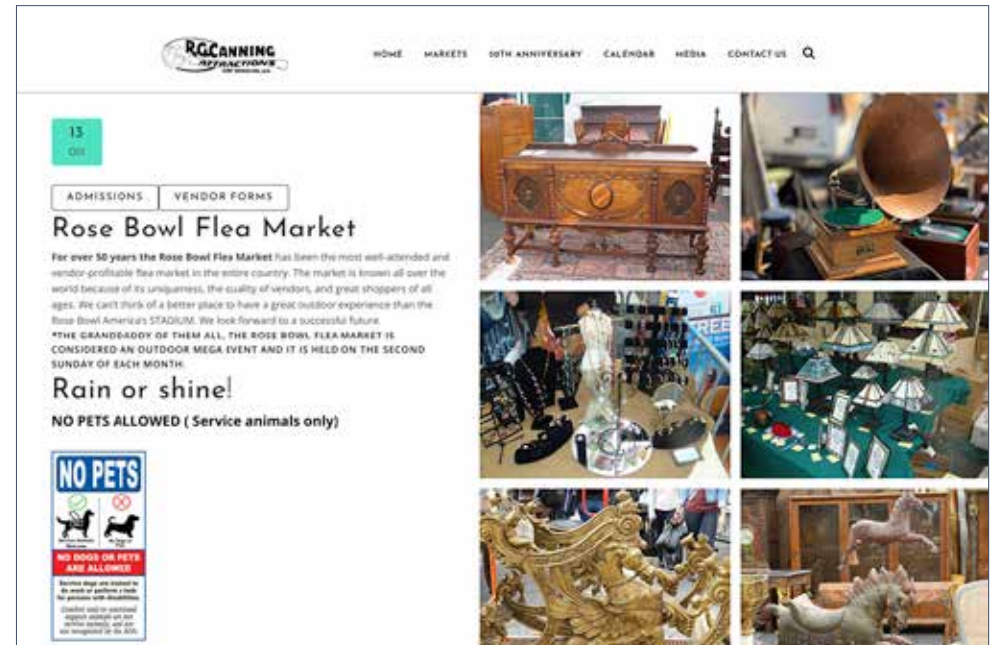 R.G.CANNING
ATTRACTIONS
HOME MARKETS 50TH ANNIVERSARY CALENDAR MEDIA CONTACT US
13
ADMISSIONS VENDOR FORMS
Rose Bowl Flea Market
For over 50 years the Rose Bowl Flea Market has been the most well-attended and
vendor-profitable flea market in the entire country. The market is known all over the
world because of its uniqueness, the quality of vendors, and great shoppers of all
ages. We can't think of a better place to have a great outdoor experience than the
Rose Bowl America's STADIUM. We look forward to a successful future.
*THE GRANDDADDY OF THEM ALL, THE ROSE BOWL FLEA MARKET IS
CONSIDERED AN OUTDOOR MEGA EVENT AND IT IS HELD ON THE SECOND
SUNDAY OF EACH MONTH.
Rain or shine!
NO PETS ALLOWED ( Service animals only)
NO PETS
NO DOGS OR PETS
ARE ALLOWED
Service dogs are trained to
do work or perform a task
for persons with disabilities.
FREE